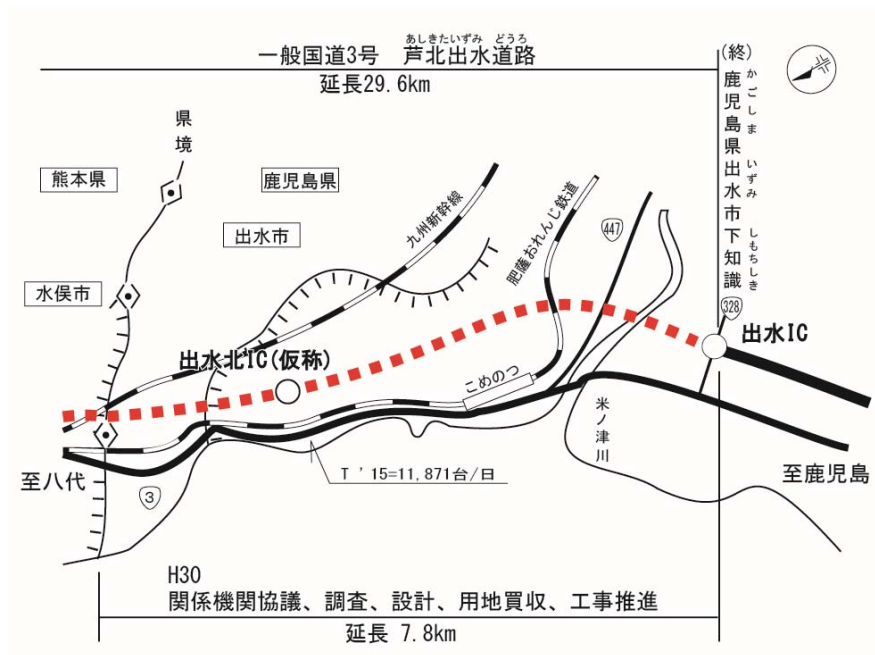 あしきたいずみ どうろ
一般国道3号 芦北出水道路
延長29.6km
(終)
鹿児島県出水市下知識
かごしま いずみ しもちしき
北
県境
熊本県
鹿児島県
出水市
水俣市
九州新幹線
肥薩おれんじ鉄道
447
328
出水IC
出水北IC(仮称)
こめのつ
米ノ津川
至八代
3
T ' 15=11,871台/日
至鹿児島
H30
関係機関協議、調査、設計、用地買収、工事推進
延長 7.8km